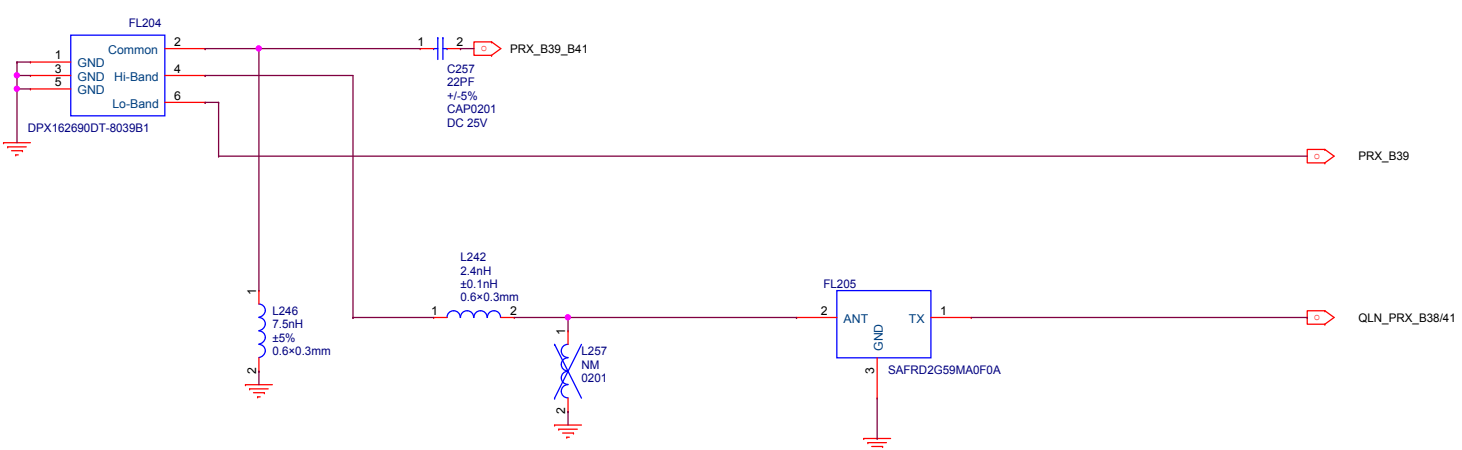 FL204
Common
2
1
GND
3
GND
Hi-Band
4
5
GND
Lo-Band
6
DPX162690DT-8039B1
1
2
PRX_B39_B41
C257
22PF
+/-5%
CAP0201
DC 25V
PRX_B39
L242
2.4nH
±0.1nH
0.6×0.3mm
1
2
1
L246
7.5nH
±5%
0.6×0.3mm
2
1
L257
NM
0201
2
FL205
2
ANT
TX
1
GND
3
SAFRD2G59MA0F0A
QLN_PRX_B38/41